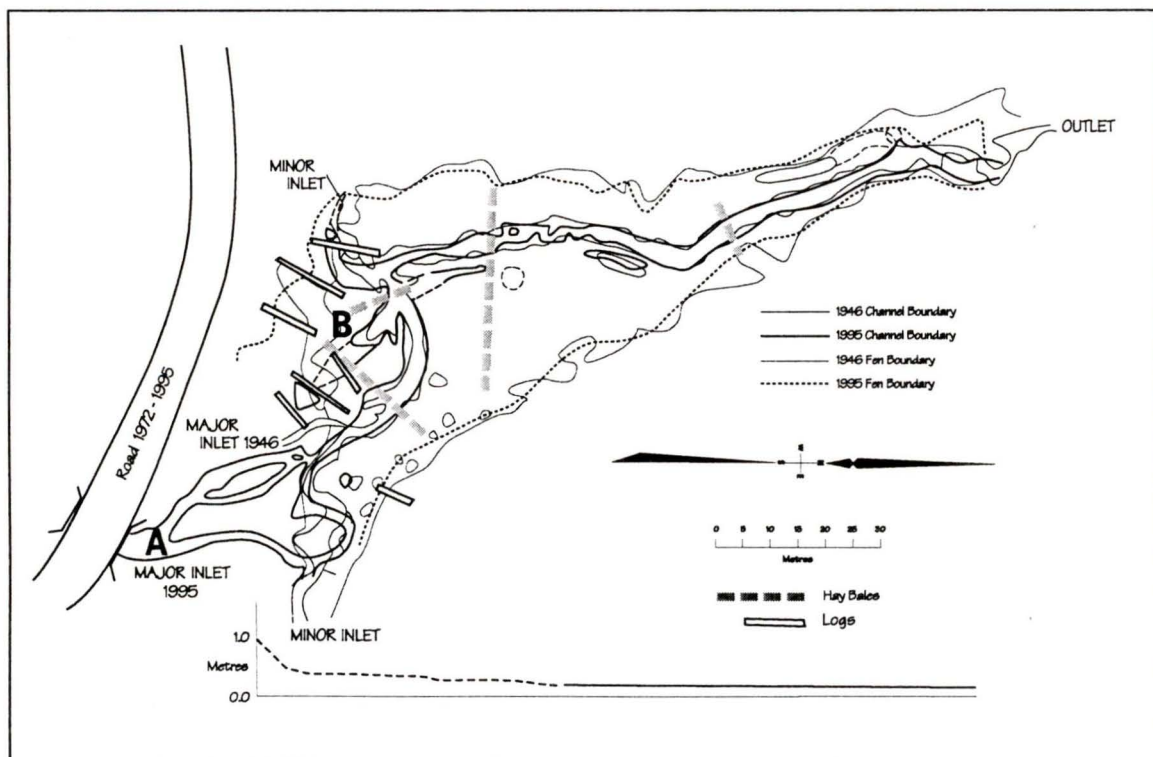 OUTLET
MINOR
INLET
1946 Channel Boundary
1995 Channel Boundary
1946 Fen Boundary
1995 Fen Boundary
B
Road 1972-1995
MAJOR
INLET 1946
A
MAJOR INLET
1995
0 5 10 15 20 25 30
Metres
Hay Bales
Logs
MINOR INLET
1.0
Metres
0.0